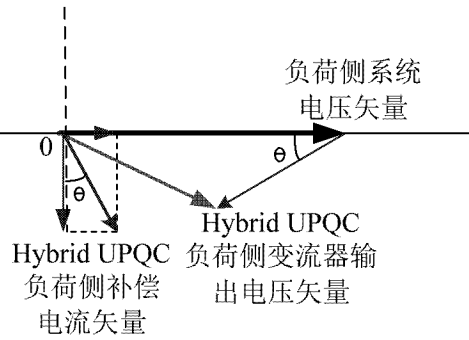 负荷侧系统
电压矢量
0
θ
θ
Hybrid UPQC
负荷侧补偿
电流矢量
Hybrid UPQC
负荷侧变流器输
出电压矢量